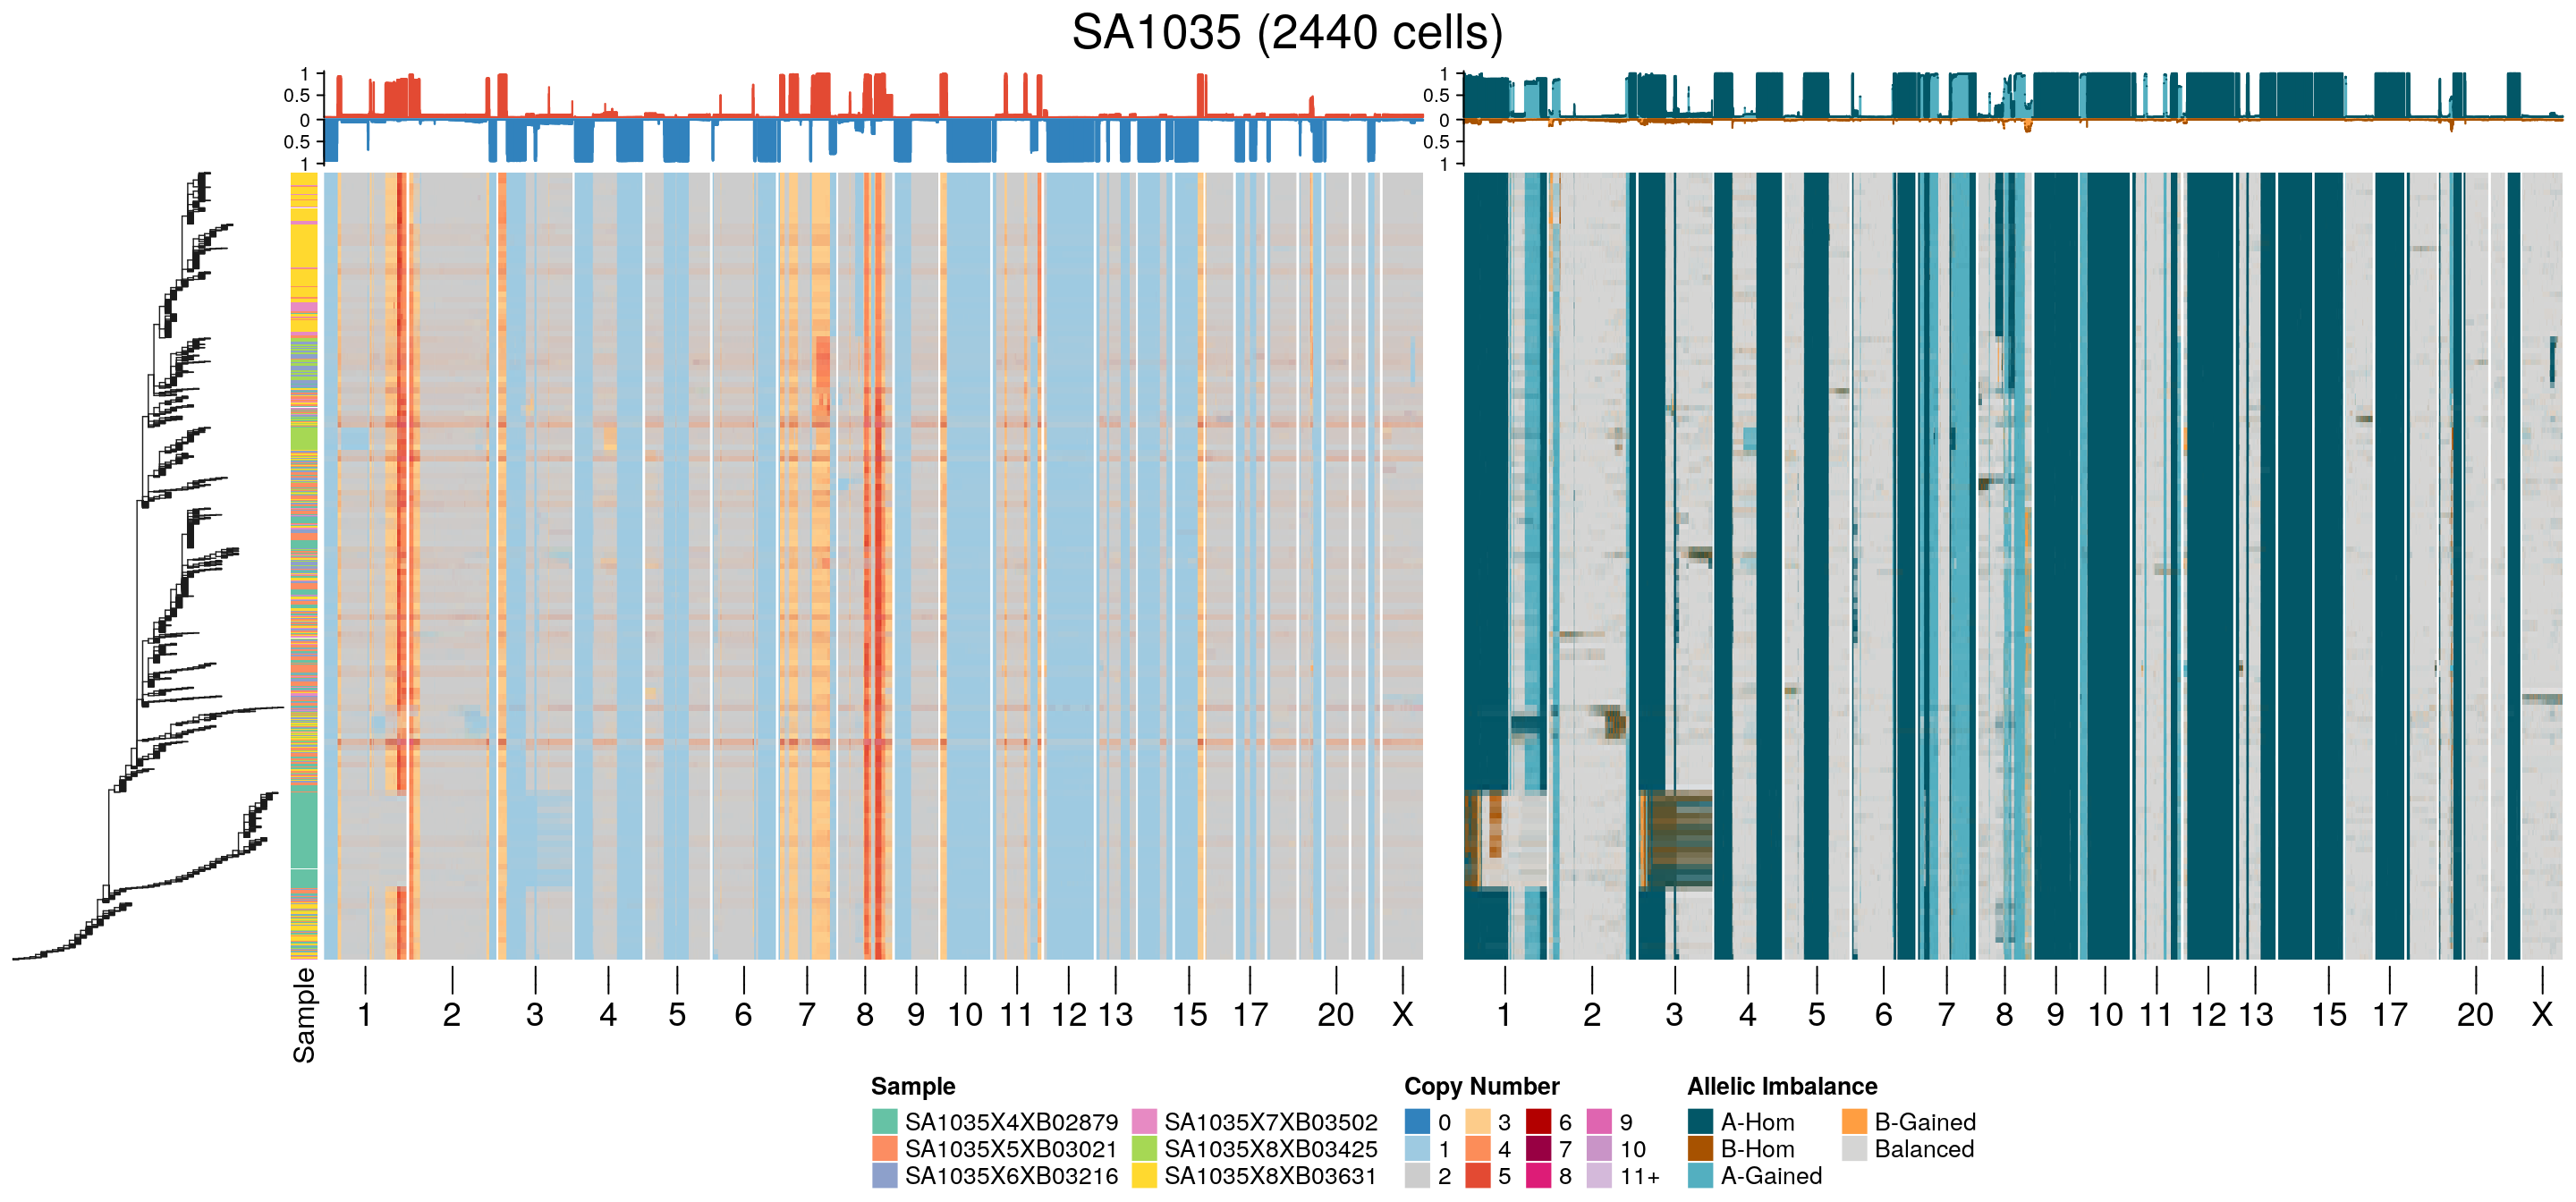 SA1035 (2440 cells)
1
0.5
0
0.5
1
1
0.5
0
0.5
1
Sample
1 2 3 4 5 6 7 8 9 10 11 12 13 15 17 20 X
1 2 3 4 5 6 7 8 9 10 11 12 13 15 17 20 X
Sample
SA1035X4XB02879
SA1035X5XB03021
SA1035X6XB03216
SA1035X7XB03502
SA1035X8XB03425
SA1035X8XB03631
Copy Number
0 3 6 9
1 4 7 10
2 5 8 11+
Allelic Imbalance
A-Hom
B-Hom
A-Gained
B-Gained
Balanced